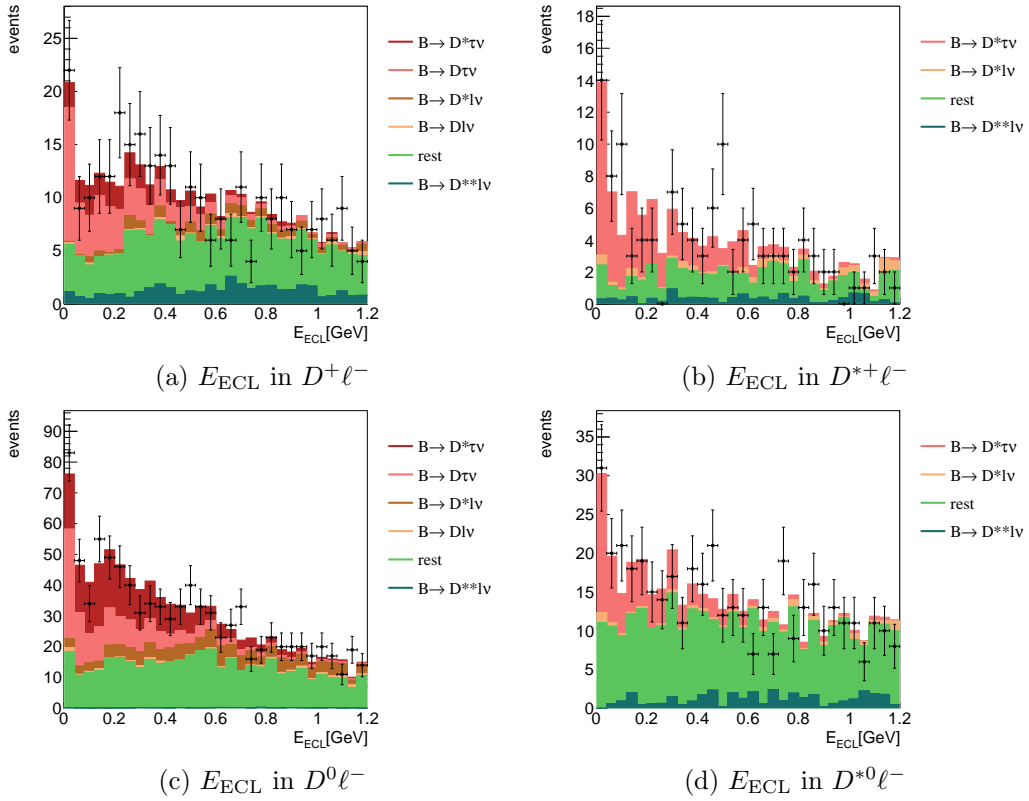 events
25
20
15
10
5
0
0 0.2 0.4 0.6 0.8 1 1.2
E_ECL[GeV]
B→ D*τν
B→ Dτν
B→ D*lν
B→ Dlν
rest
B→ D**lν
(a) E_ECL in D⁺ℓ⁻
events
18
16
14
12
10
8
6
4
2
0
0 0.2 0.4 0.6 0.8 1 1.2
E_ECL[GeV]
B→ D*τν
B→ D*lν
rest
B→ D**lν
(b) E_ECL in D*⁺ℓ⁻
events
90
80
70
60
50
40
30
20
10
0
0 0.2 0.4 0.6 0.8 1 1.2
E_ECL[GeV]
B→ D*τν
B→ Dτν
B→ D*lν
B→ Dlν
rest
B→ D**lν
(c) E_ECL in D⁰ℓ⁻
events
35
30
25
20
15
10
5
0
0 0.2 0.4 0.6 0.8 1 1.2
E_ECL[GeV]
B→ D*τν
B→ D*lν
rest
B→ D**lν
(d) E_ECL in D*⁰ℓ⁻